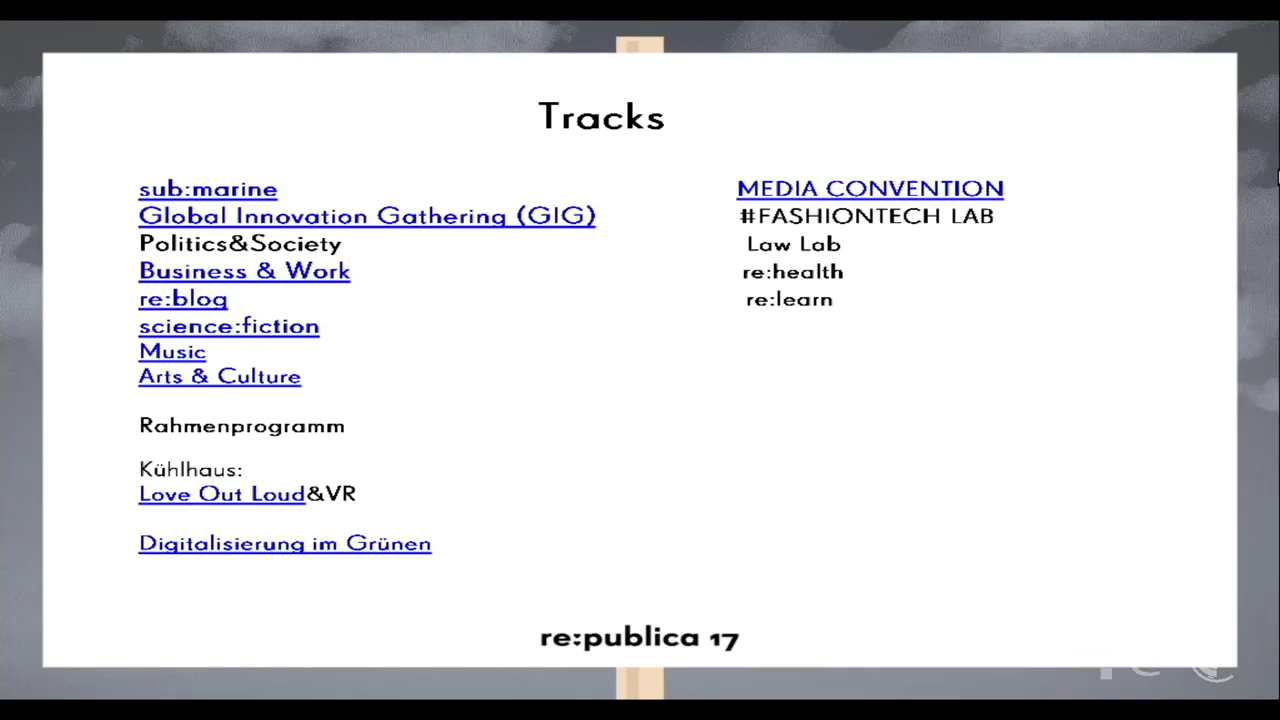 Tracks
sub:marine
Global Innovation Gathering (GIG)
Politics&Society
Business & Work
re:blog
science:fiction
Music
Arts & Culture
Rahmenprogramm
Kühlhaus:
Love Out Loud&VR
Digitalisierung im Grünen
MEDIA CONVENTION
#FASHIONTECH LAB
Law Lab
re:health
re:learn
re:publica 17